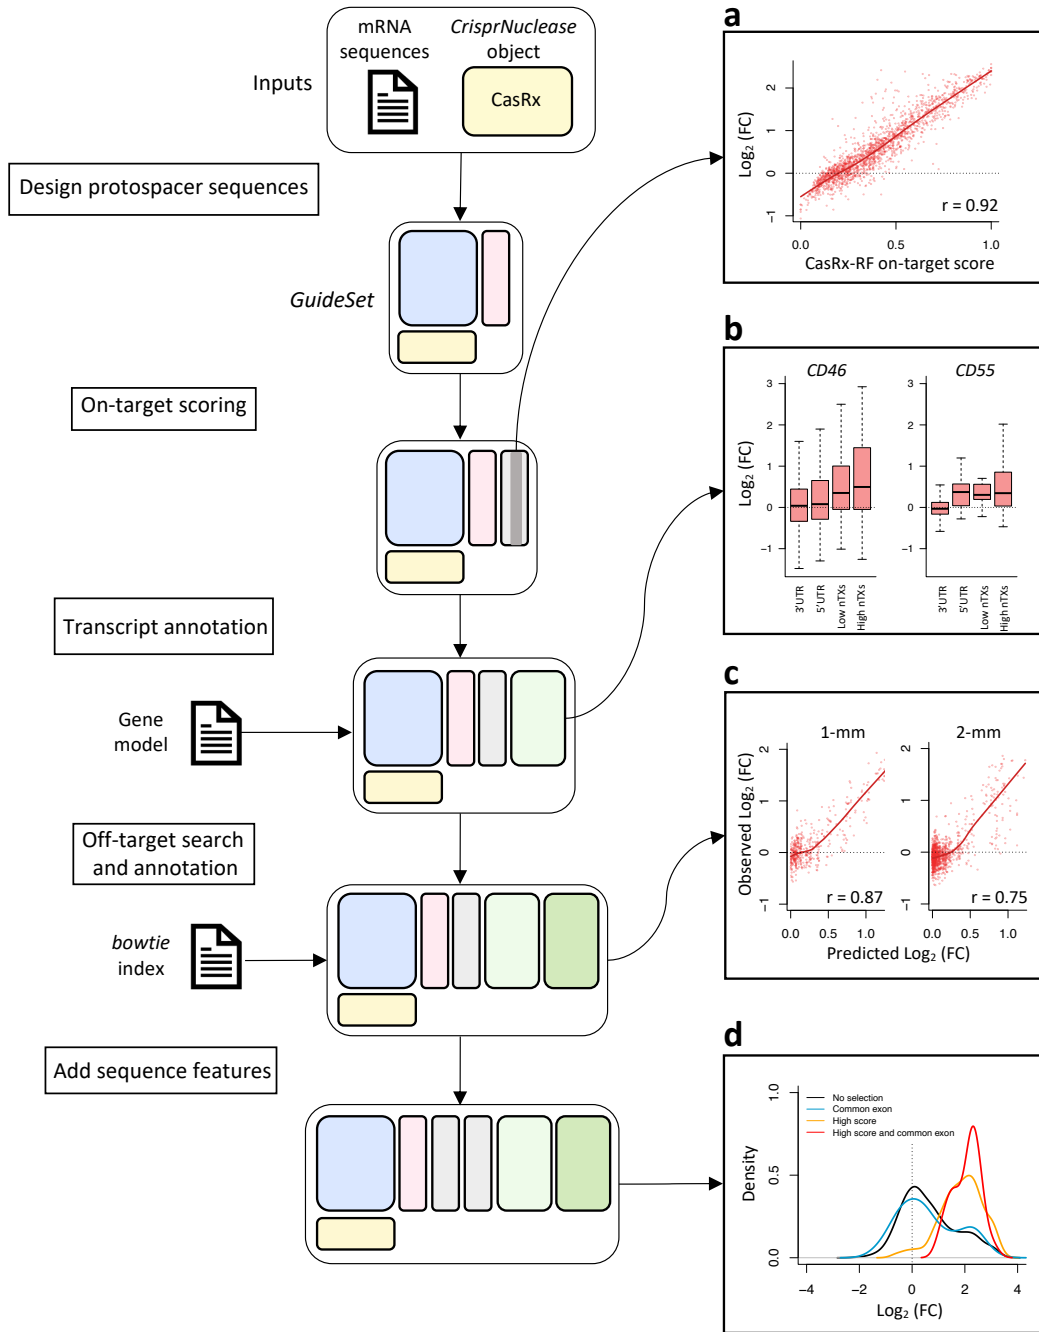 Inputs
mRNA
sequences
CrisprNuclease
object
CasRx
Design protospacer sequences
GuideSet
On-target scoring
Transcript annotation
Gene
model
Off-target search
and annotation
bowtie
index
Add sequence features
a
Log2 (FC)
2
1
0
−1
r = 0.92
0.0 0.5 1.0
CasRx-RF on-target score
b
CD46 CD55
Log2 (FC)
3 3
2 2
1 1
0 0
−1 −1
3'UTR
5'UTR
Low nTXs
High nTXs
3'UTR
5'UTR
Low nTXs
High nTXs
c
1-mm 2-mm
Observed Log2 (FC)
2 2
1 1
0 0
−1 −1
r = 0.87 r = 0.75
0.0 0.5 1.0 0.0 0.5 1.0
Predicted Log2 (FC)
d
No selection
Common exon
High score
High score and common exon
Density
1.0
0.5
0.0
−4 −2 0 2 4
Log2 (FC)